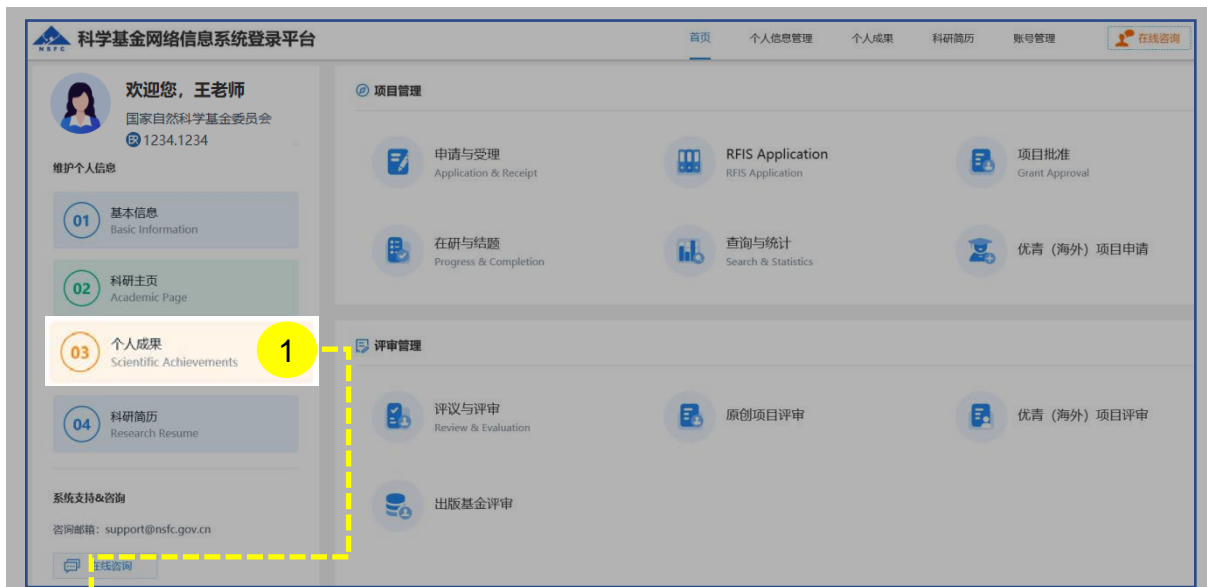 NSFC
科学基金网络信息系统登录平台
首页 个人信息管理 个人成果 科研简历 账号管理 在线咨询
欢迎您，王老师
国家自然科学基金委员会
1234.1234
维护个人信息
01 基本信息
Basic Information
02 科研主页
Academic Page
03 个人成果
Scientific Achievements
1
04 科研简历
Research Resume
系统支持&咨询
咨询邮箱：support@nsfc.gov.cn
在线咨询
项目管理
申请与受理
Application & Receipt
RFIS Application
RFIS Application
项目批准
Grant Approval
在研与结题
Progress & Completion
查询与统计
Search & Statistics
优青（海外）项目申请
评审管理
评议与评审
Review & Evaluation
原创项目评审
优青（海外）项目评审
出版基金评审